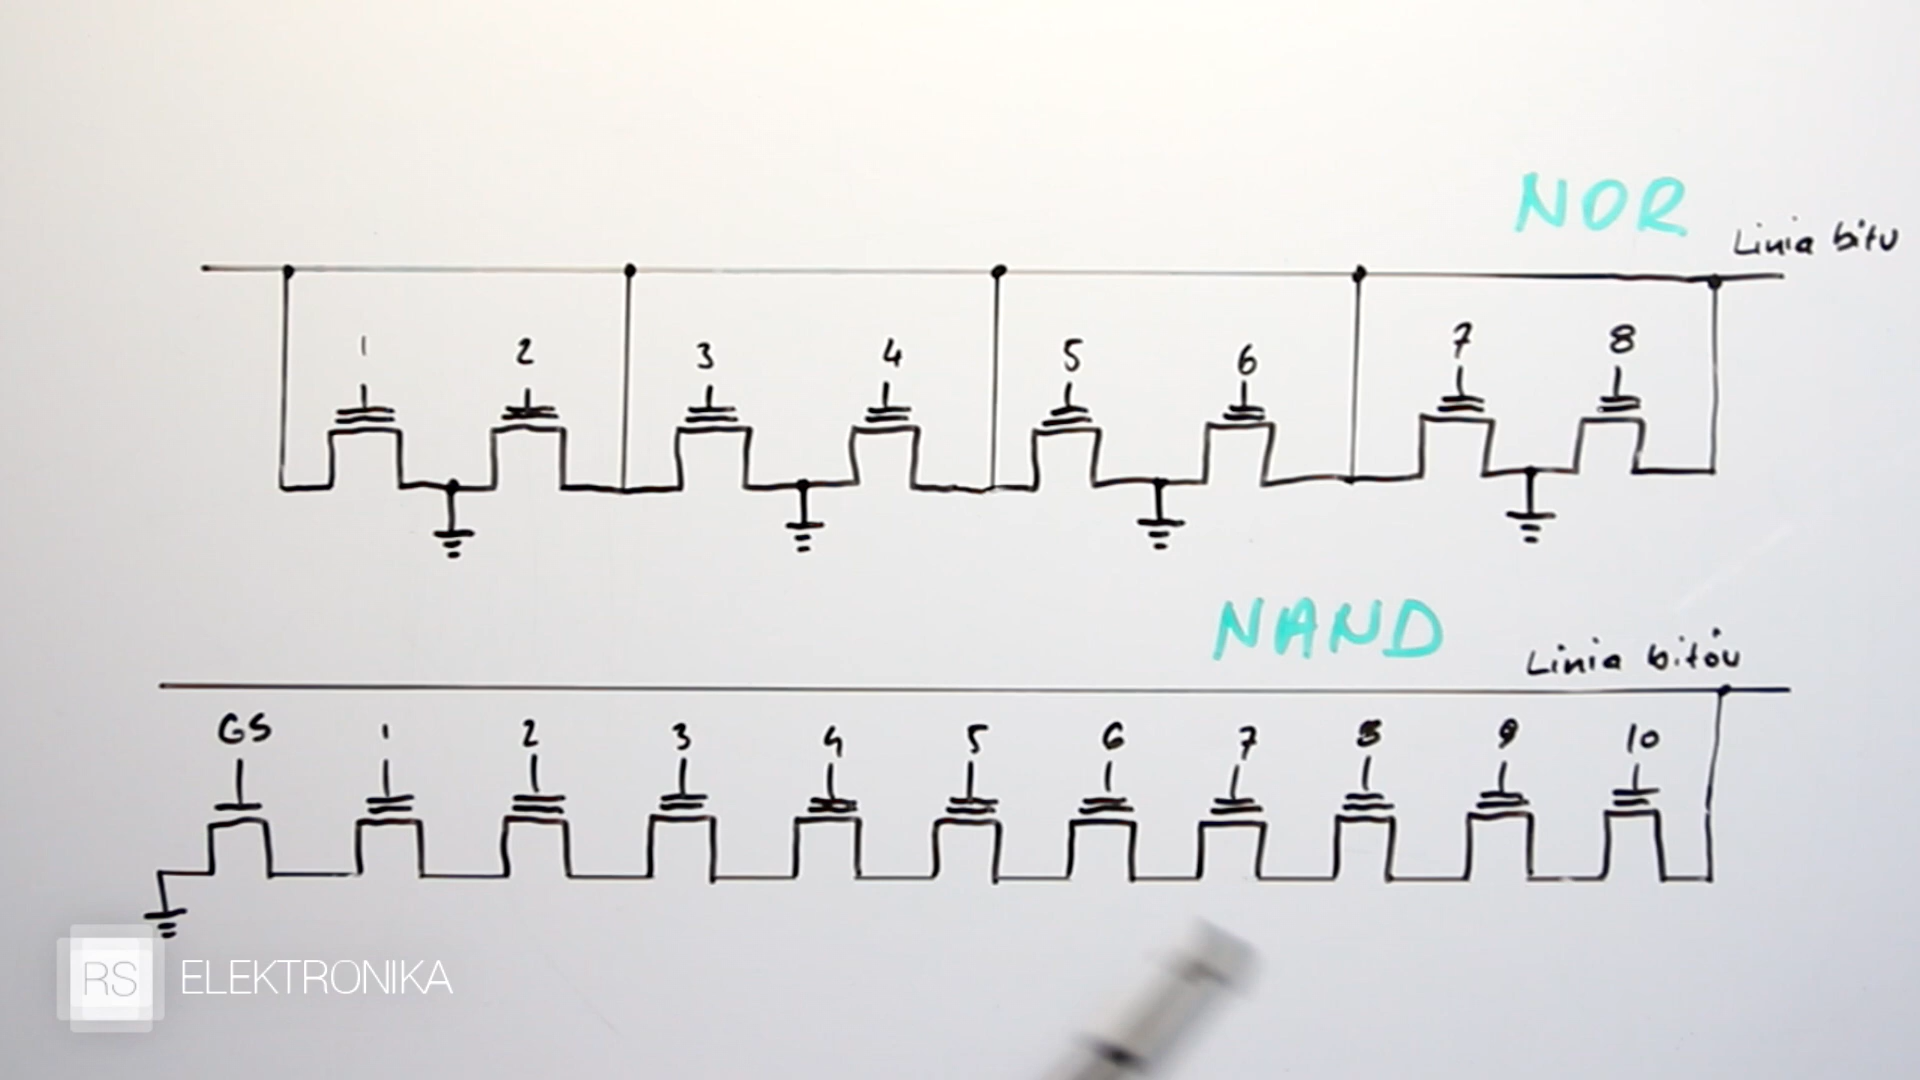 NOR
Linia bitu
1 2 3 4 5 6 7 8
NAND
Linia bitów
GS 1 2 3 4 5 6 7 8 9 10
RS ELEKTRONIKA